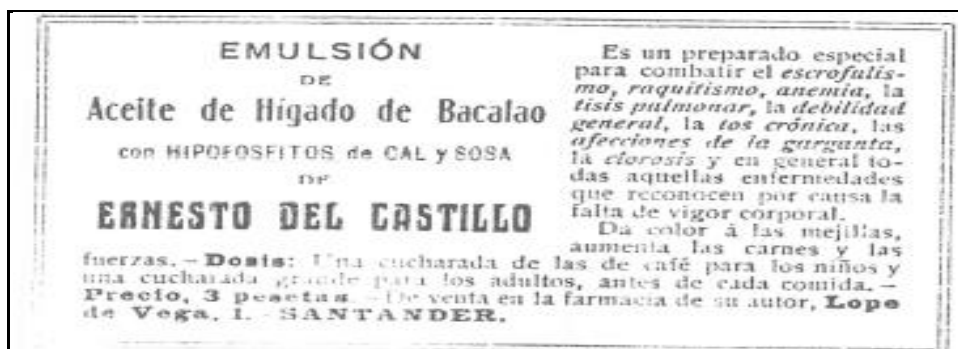 EMULSIÓN
DE
Aceite de Hígado de Bacalao
con HIPOFOSFITOS de CAL y SOSA
DE
ERNESTO DEL CASTILLO
Es un preparado especial
para combatir el escrofulis-
mo, raquitismo, anemia, la
tisis pulmonar, la debilidad
general, la tos crónica, las
afecciones de la garganta,
la clorosis y en general to-
das aquellas enfermedades
que reconocen por causa la
falta de vigor corporal.
Da color á las mejillas,
aumenta las carnes y las
fuerzas. – Dosis: Una cucharada de las de café para los niños y
una cucharada grande para los adultos, antes de cada comida. –
Precio, 3 pesetas. – De venta en la farmacia de su autor, Lope
de Vega, 1. – SANTANDER.